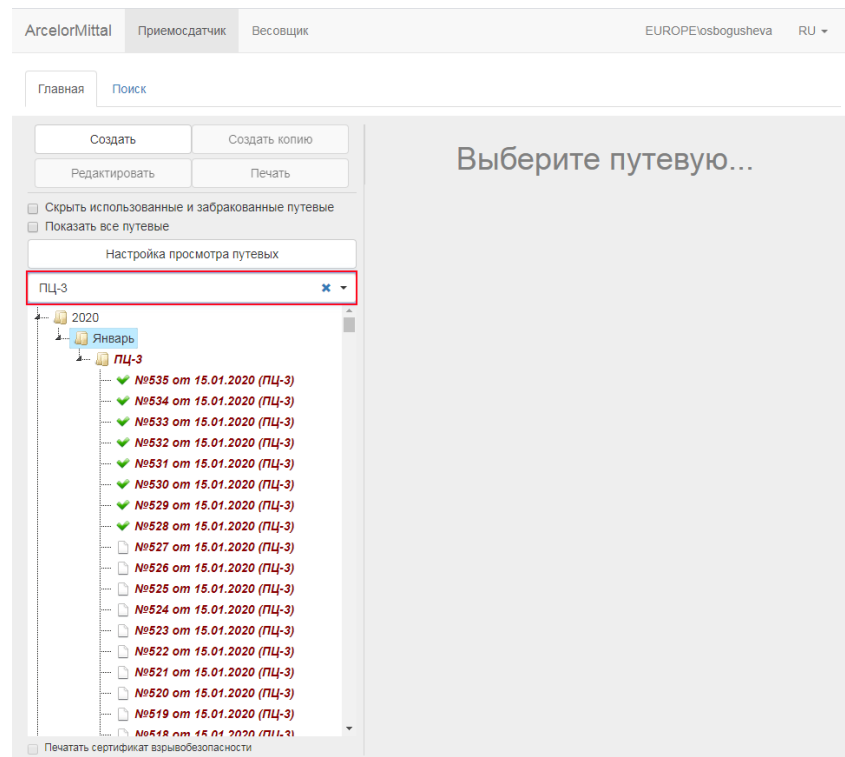 ArcelorMittal Приемосдатчик Весовщик EUROPE\osbogusheva RU
Главная Поиск
Создать Создать копию
Редактировать Печать
Выберите путевую...
Скрыть использованные и забракованные путевые
Показать все путевые
Настройка просмотра путевых
ПЦ-3
2020
Январь
ПЦ-3
№535 от 15.01.2020 (ПЦ-3)
№534 от 15.01.2020 (ПЦ-3)
№533 от 15.01.2020 (ПЦ-3)
№532 от 15.01.2020 (ПЦ-3)
№531 от 15.01.2020 (ПЦ-3)
№530 от 15.01.2020 (ПЦ-3)
№529 от 15.01.2020 (ПЦ-3)
№528 от 15.01.2020 (ПЦ-3)
№527 от 15.01.2020 (ПЦ-3)
№526 от 15.01.2020 (ПЦ-3)
№525 от 15.01.2020 (ПЦ-3)
№524 от 15.01.2020 (ПЦ-3)
№523 от 15.01.2020 (ПЦ-3)
№522 от 15.01.2020 (ПЦ-3)
№521 от 15.01.2020 (ПЦ-3)
№520 от 15.01.2020 (ПЦ-3)
№519 от 15.01.2020 (ПЦ-3)
№518 от 15.01.2020 (ПЦ-3)
Печатать сертификат взрывобезопасности